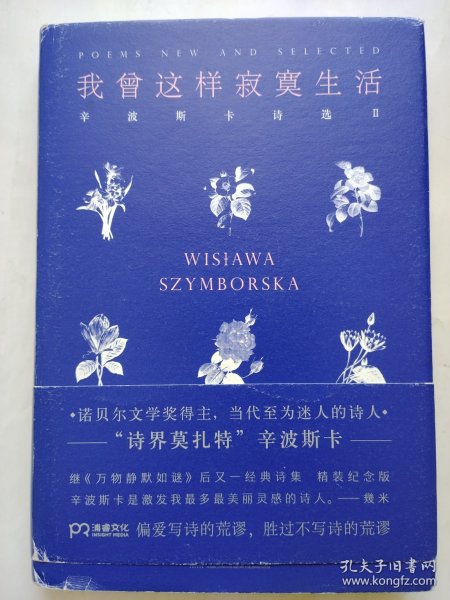 POEMS NEW AND SELECTED
我曾这样寂寞生活
辛波斯卡诗选 II
WISŁAWA
SZYMBORSKA
◆诺贝尔文学奖得主，当代至为迷人的诗人◆
——“诗界莫扎特”辛波斯卡——
继《万物静默如谜》后又一经典诗集 精装纪念版
辛波斯卡是激发我最多最美丽灵感的诗人。——幾米
浦睿文化
INSIGHT MEDIA
偏爱写诗的荒谬，胜过不写诗的荒谬
孔夫子旧书网
www.kongfz.com